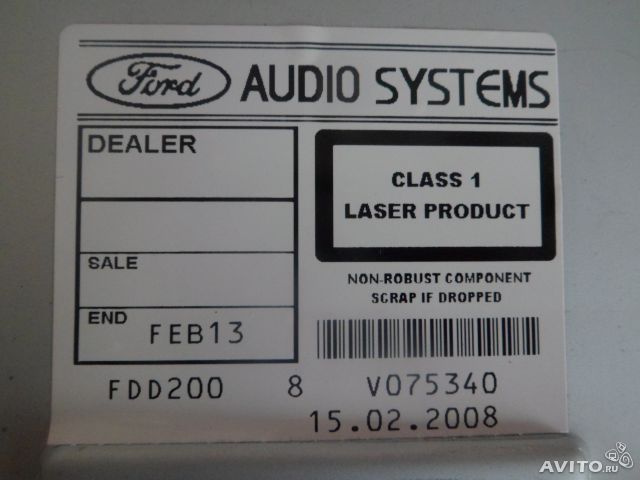 Ford AUDIO SYSTEMS
DEALER
CLASS 1
LASER PRODUCT
SALE
NON-ROBUST COMPONENT
SCRAP IF DROPPED
END FEB13
FDD200 8 V075340
15.02.2008
AVITO.ru